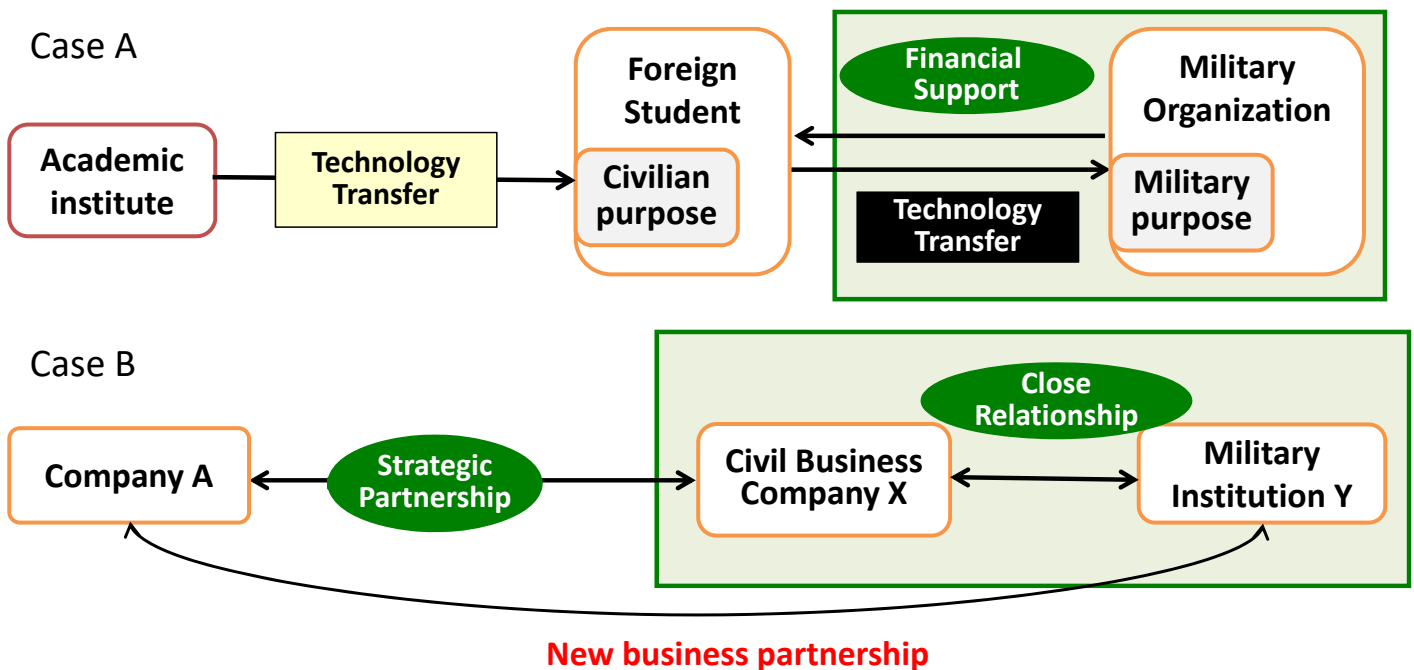 Case A
Academic
institute
Technology
Transfer
Foreign
Student
Civilian
purpose
Financial
Support
Technology
Transfer
Military
Organization
Military
purpose
Case B
Company A
Strategic
Partnership
Civil Business
Company X
Close
Relationship
Military
Institution Y
New business partnership